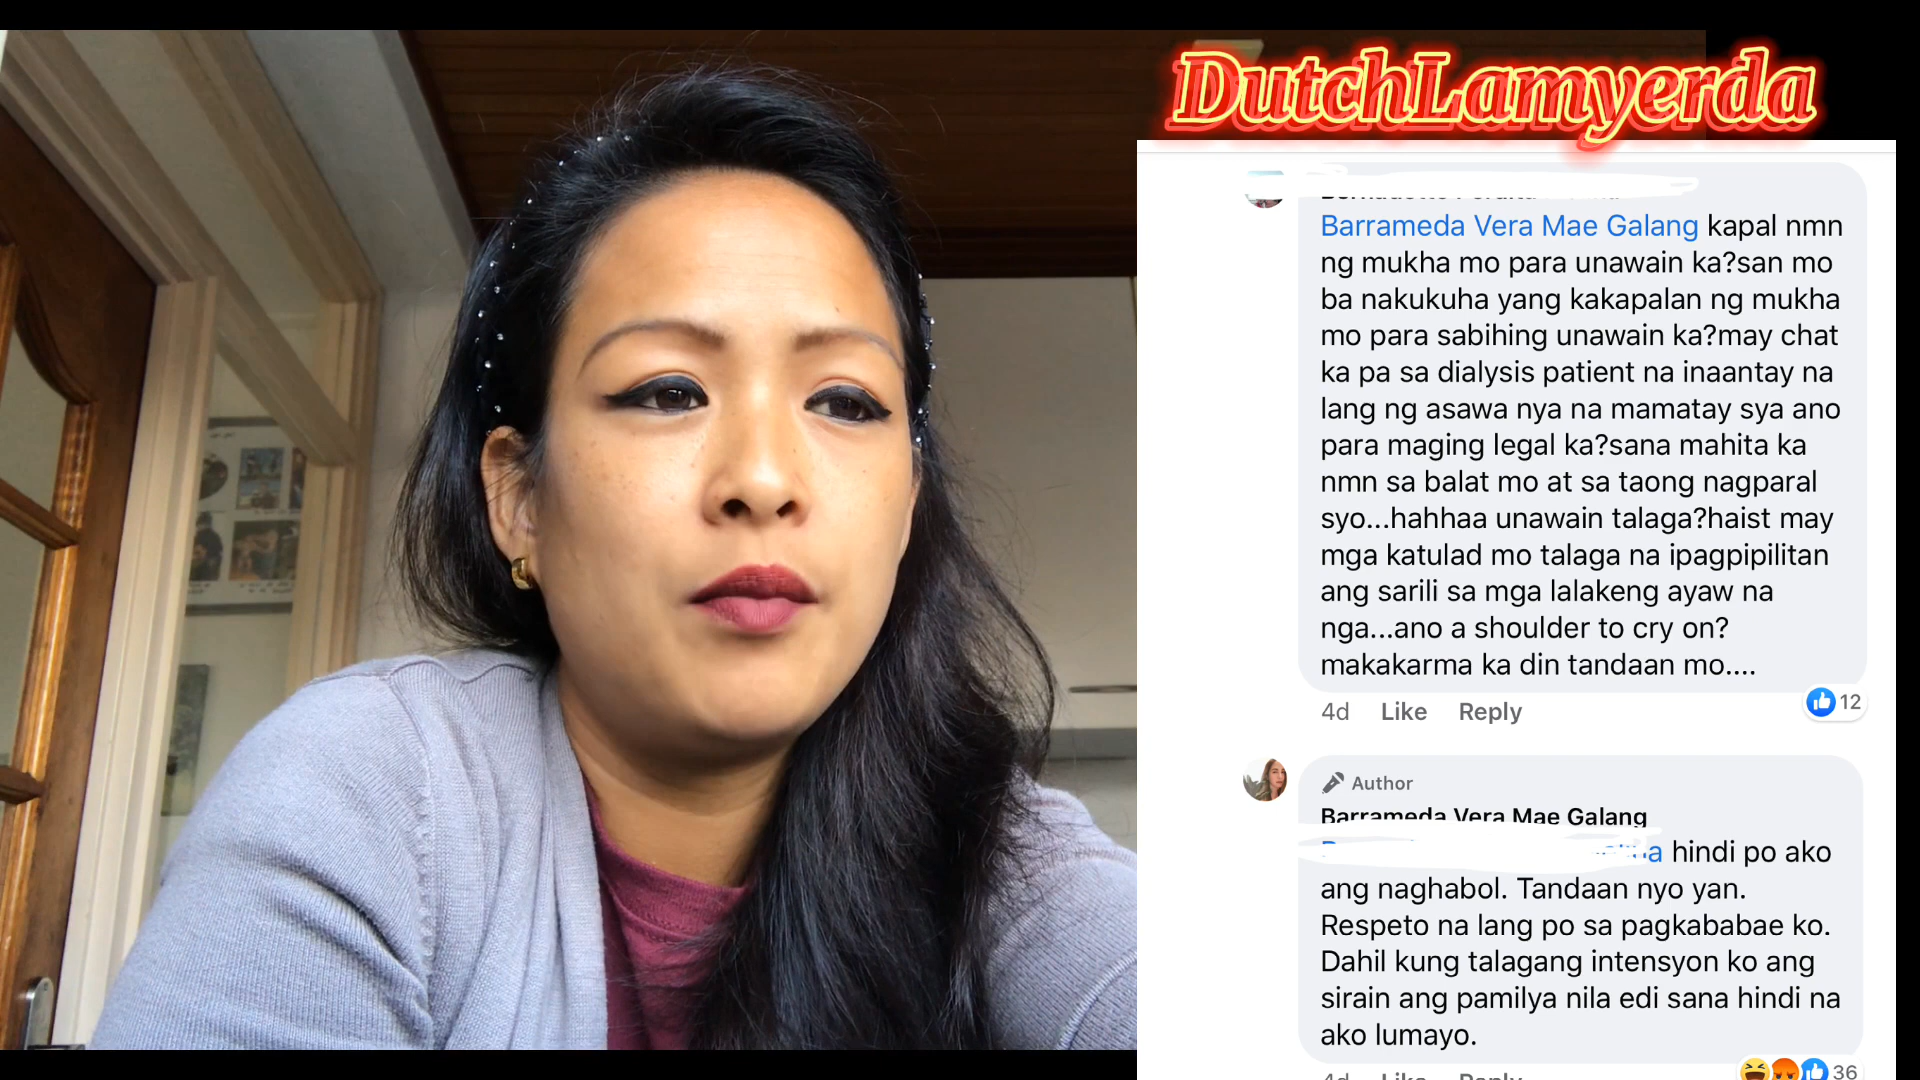 DutchLamyerda
Barrameda Vera Mae Galang kapal nmn
ng mukha mo para unawain ka?san mo
ba nakukuha yang kakapalan ng mukha
mo para sabihing unawain ka?may chat
ka pa sa dialysis patient na inaantay na
lang ng asawa nya na mamatay sya ano
para maging legal ka?sana mahita ka
nmn sa balat mo at sa taong nagparal
syo...hahhaa unawain talaga?haist may
mga katulad mo talaga na ipagpipilitan
ang sarili sa mga lalakeng ayaw na
nga...ano a shoulder to cry on?
makakarma ka din tandaan mo....
4d Like Reply 12
Author
Barrameda Vera Mae Galang
hindi po ako
ang naghabol. Tandaan nyo yan.
Respeto na lang po sa pagkababae ko.
Dahil kung talagang intensyon ko ang
sirain ang pamilya nila edi sana hindi na
ako lumayo.
4d Like Reply 36